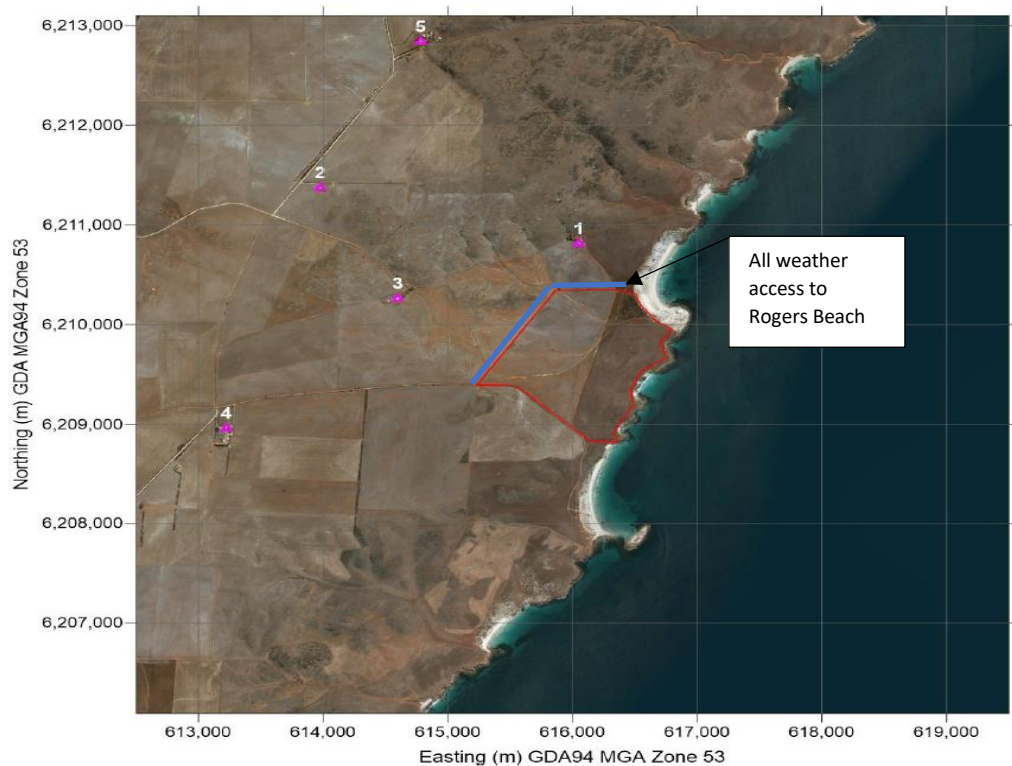 6,213,000
6,212,000
6,211,000
6,210,000
6,209,000
6,208,000
6,207,000
Northing (m) GDA MGA94 Zone 53
5
2
1
3
4
All weather
access to
Rogers Beach
613,000 614,000 615,000 616,000 617,000 618,000 619,000
Easting (m) GDA94 MGA Zone 53